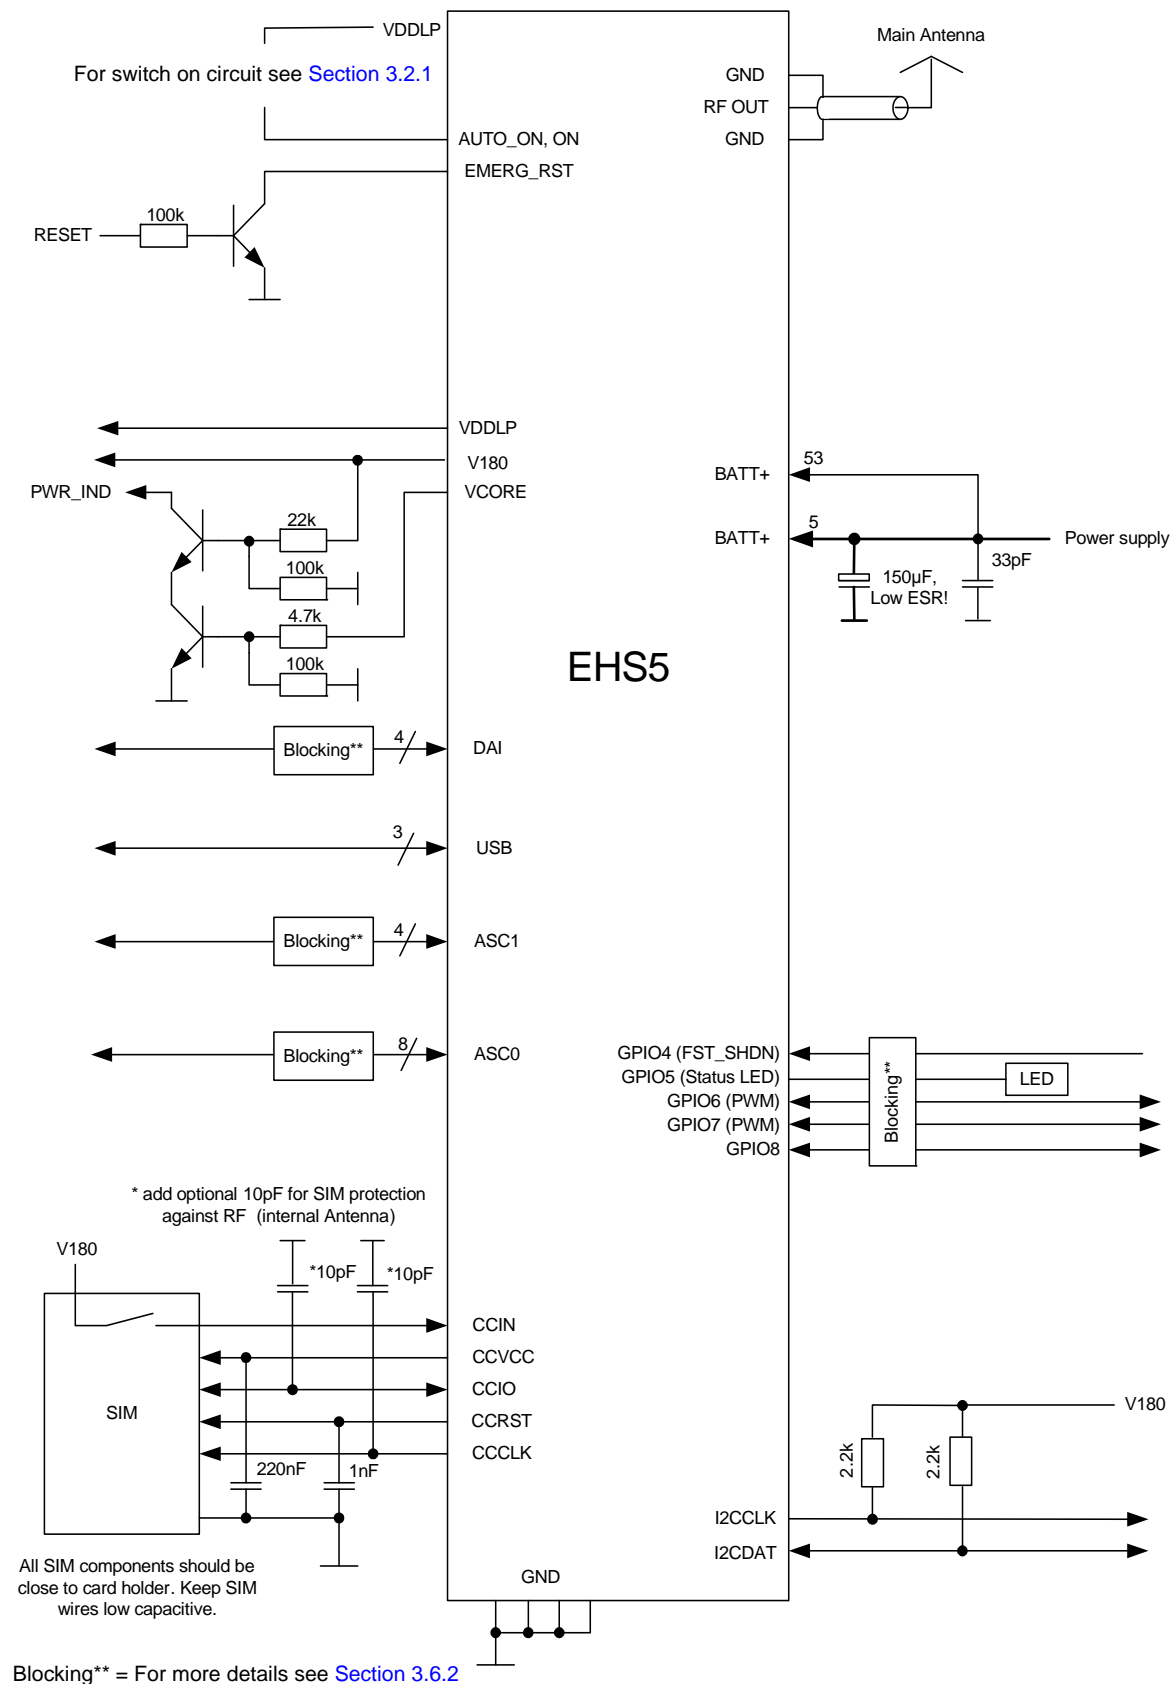 VDDLP
Main Antenna
For switch on circuit see Section 3.2.1
GND
RF OUT
AUTO_ON, ON
GND
EMERG_RST
100k
RESET
VDDLP
V180
53
BATT+
PWR_IND
VCORE
22k
5
BATT+
Power supply
33pF
100k
150µF,
Low ESR!
4.7k
100k
EHS5
Blocking**
4
DAI
3
USB
Blocking**
4
ASC1
Blocking**
8
ASC0
GPIO4 (FST_SHDN)
GPIO5 (Status LED)
LED
GPIO6 (PWM)
Blocking**
GPIO7 (PWM)
GPIO8
* add optional 10pF for SIM protection
against RF (internal Antenna)
V180
*10pF
*10pF
CCIN
CCVCC
CCIO
SIM
CCRST
CCCLK
220nF
1nF
V180
2.2k
2.2k
I2CCLK
I2CDAT
All SIM components should be
close to card holder. Keep SIM
wires low capacitive.
GND
Blocking** = For more details see Section 3.6.2